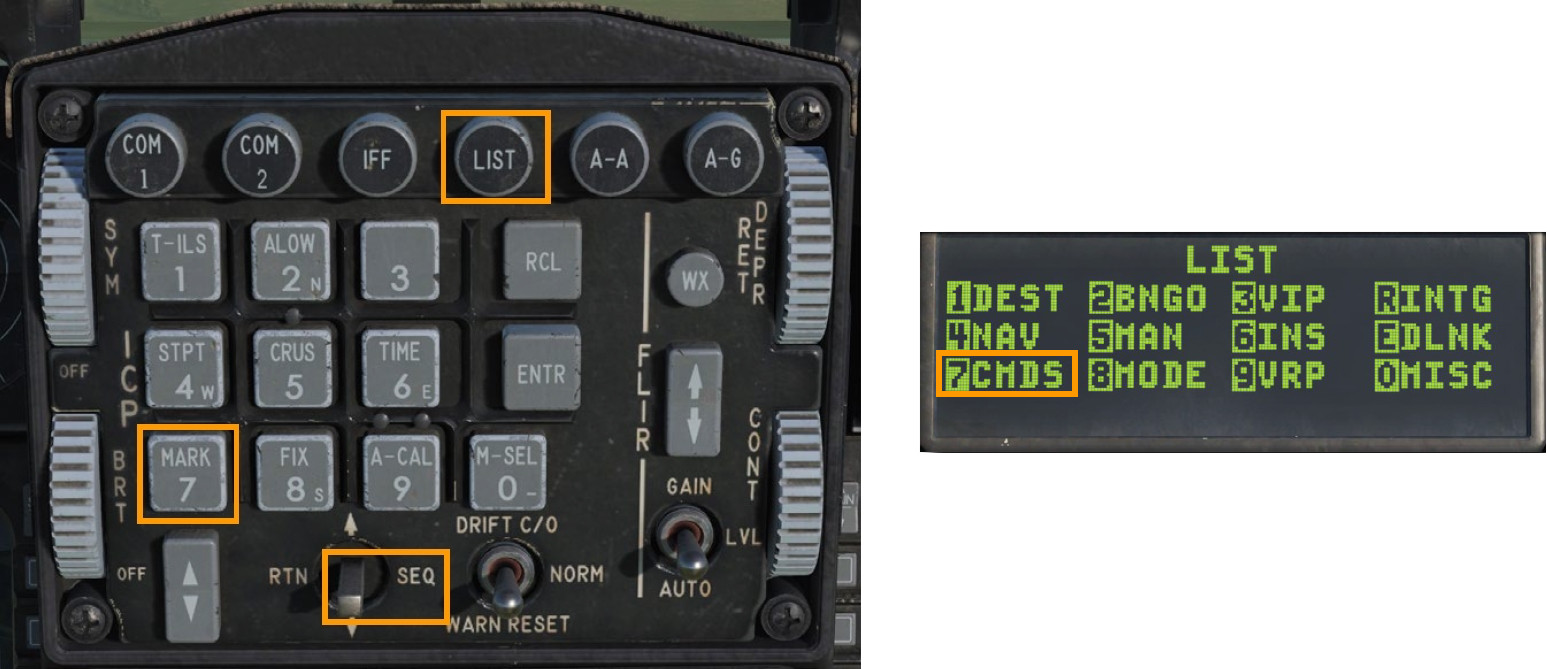 COM 1
COM 2
IFF
LIST
A-A
A-G
SYM
T-ILS 1
ALOW 2 N
3
RCL
WX
RET
DEPR
OFF
ICP
STPT 4 W
CRUS 5
TIME 6 E
ENTR
FLIR
CONT
BRT
MARK 7
FIX 8 S
A-CAL 9
M-SEL 0 -
GAIN
LVL
AUTO
OFF
RTN
SEQ
DRIFT C/O
NORM
WARN RESET
LIST
1DEST 2BNGO 3VIP RINTG
4NAV 5MAN 6INS EDLNK
7CMDS 8MODE 9VRP 0MISC